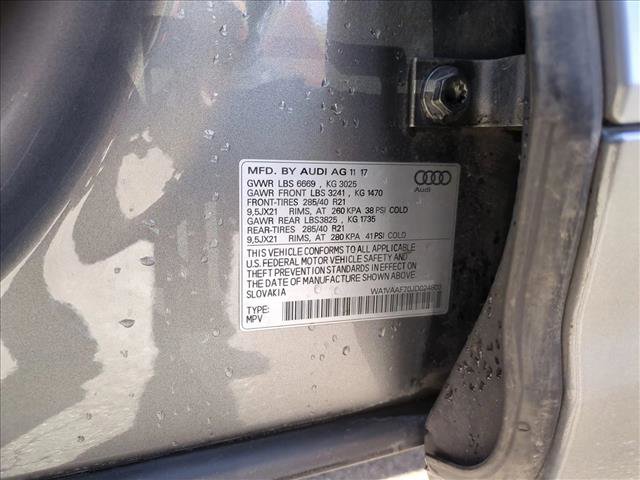 MFD. BY AUDI AG 11 17
Audi
GVWR LBS 6669 , KG 3025
GAWR FRONT LBS 3241 , KG 1470
FRONT-TIRES 285/40 R21
9,5JX21 RIMS, AT 260 KPA 38 PSI COLD
GAWR REAR LBS3825 , KG 1735
REAR-TIRES 285/40 R21
9,5JX21 RIMS, AT 280 KPA 41PSI COLD
THIS VEHICLE CONFORMS TO ALL APPLICABLE
U.S. FEDERAL MOTOR VEHICLE SAFETY AND
THEFT PREVENTION STANDARDS IN EFFECT ON
THE DATE OF MANUFACTURE SHOWN ABOVE.
SLOVAKIA
WA1VAAF70JD024803
TYPE:
MPV